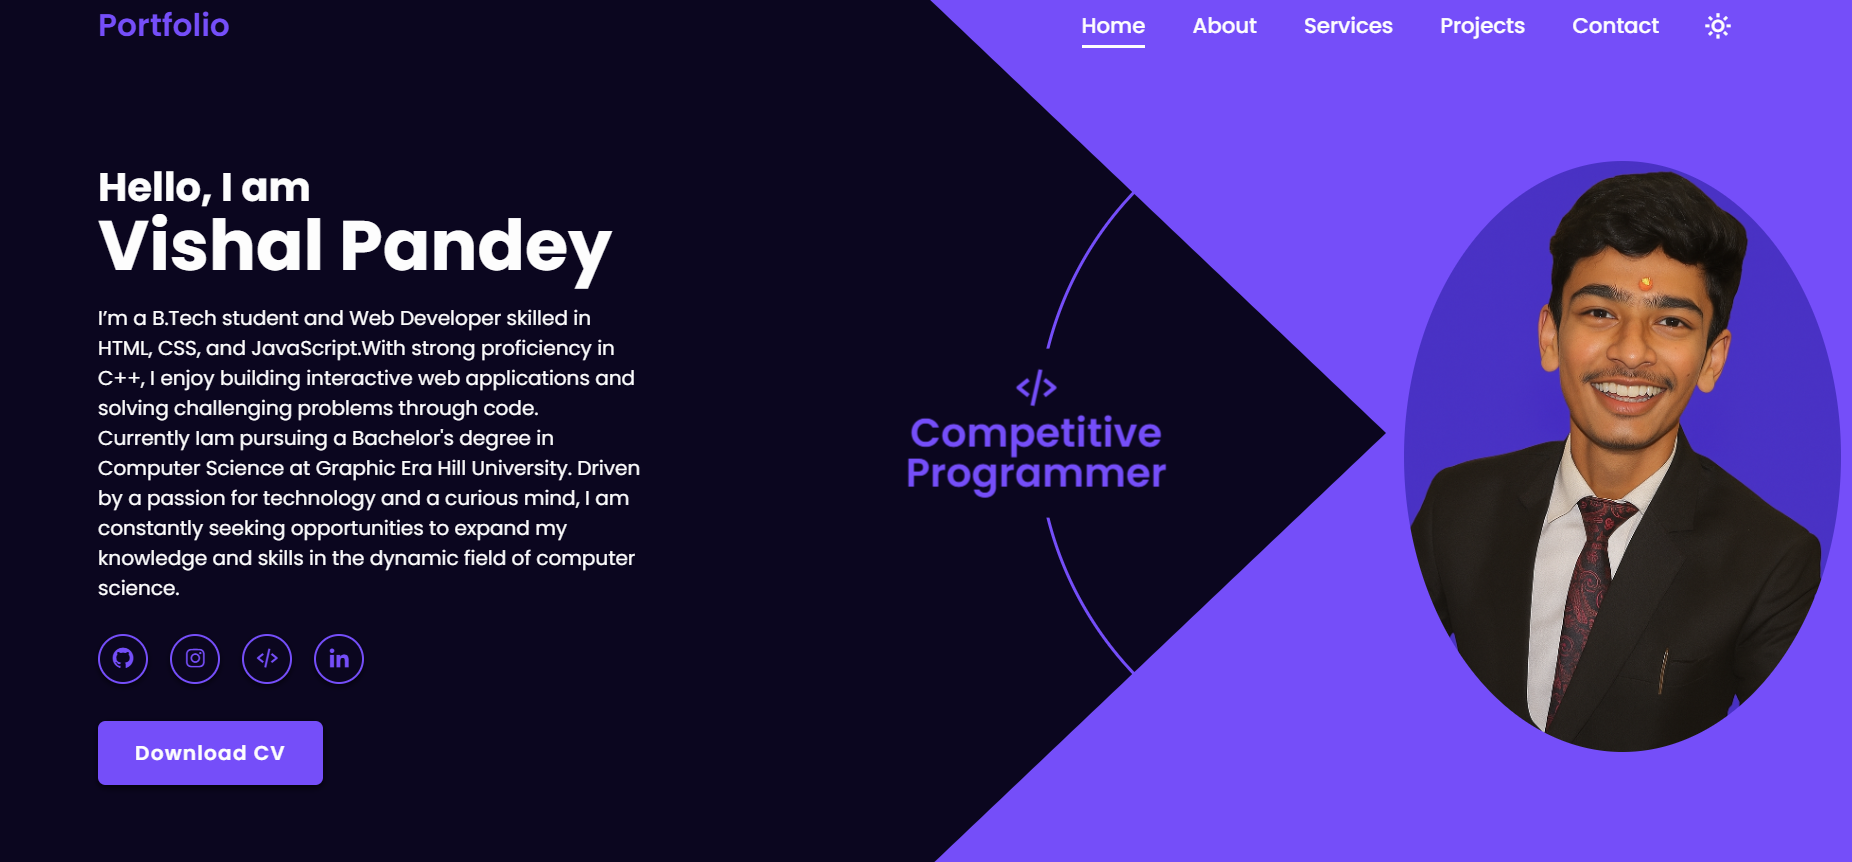 Portfolio
Home About Services Projects Contact
Hello, I am
Vishal Pandey
I’m a B.Tech student and Web Developer skilled in
HTML, CSS, and JavaScript.With strong proficiency in
C++, I enjoy building interactive web applications and
solving challenging problems through code.
Currently Iam pursuing a Bachelor's degree in
Computer Science at Graphic Era Hill University. Driven
by a passion for technology and a curious mind, I am
constantly seeking opportunities to expand my
knowledge and skills in the dynamic field of computer
science.
Download CV
</>
Competitive
Programmer